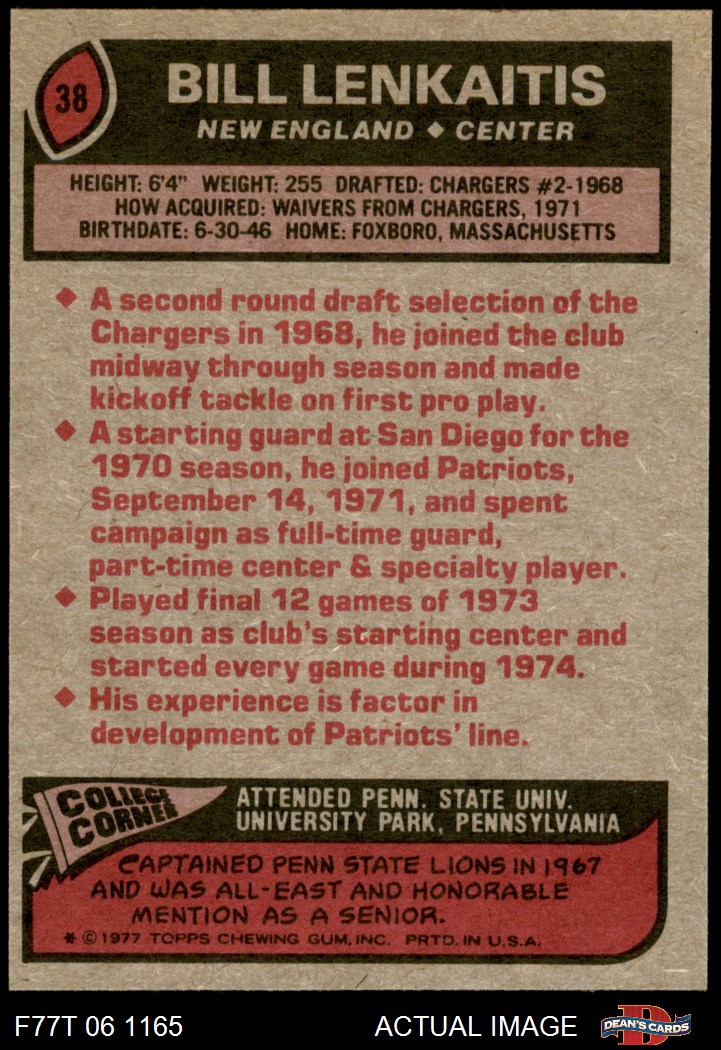 38
BILL LENKAITIS
NEW ENGLAND ◆ CENTER
HEIGHT: 6'4" WEIGHT: 255 DRAFTED: CHARGERS #2-1968
HOW ACQUIRED: WAIVERS FROM CHARGERS, 1971
BIRTHDATE: 6-30-46 HOME: FOXBORO, MASSACHUSETTS
◆ A second round draft selection of the
Chargers in 1968, he joined the club
midway through season and made
kickoff tackle on first pro play.
◆ A starting guard at San Diego for the
1970 season, he joined Patriots,
September 14, 1971, and spent
campaign as full-time guard,
part-time center & specialty player.
◆ Played final 12 games of 1973
season as club's starting center and
started every game during 1974.
◆ His experience is factor in
development of Patriots' line.
COLLEGE
CORNER
ATTENDED PENN. STATE UNIV.
UNIVERSITY PARK, PENNSYLVANIA
CAPTAINED PENN STATE LIONS IN 1967
AND WAS ALL-EAST AND HONORABLE
MENTION AS A SENIOR.
* © 1977 TOPPS CHEWING GUM, INC. PRTD. IN U.S.A.
F77T 06 1165
ACTUAL IMAGE
D
DEAN'S CARDS